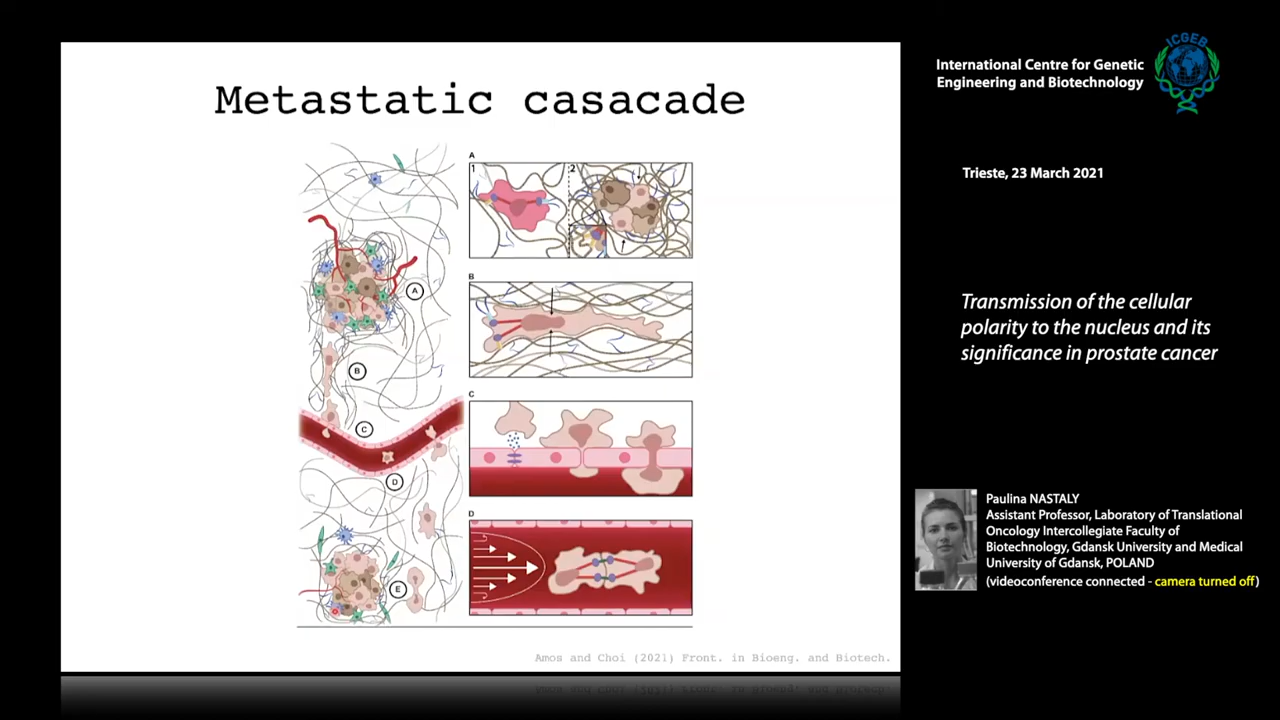 Metastatic casacade
A
B
C
D
E
A
1
2
B
C
D
Amos and Choi (2021) Front. in Bioeng. and Biotech.
International Centre for Genetic
Engineering and Biotechnology
ICGEB
Trieste, 23 March 2021
Transmission of the cellular
polarity to the nucleus and its
significance in prostate cancer
Paulina NASTALY
Assistant Professor, Laboratory of Translational
Oncology Intercollegiate Faculty of
Biotechnology, Gdansk University and Medical
University of Gdansk, POLAND
(videoconference connected - camera turned off)